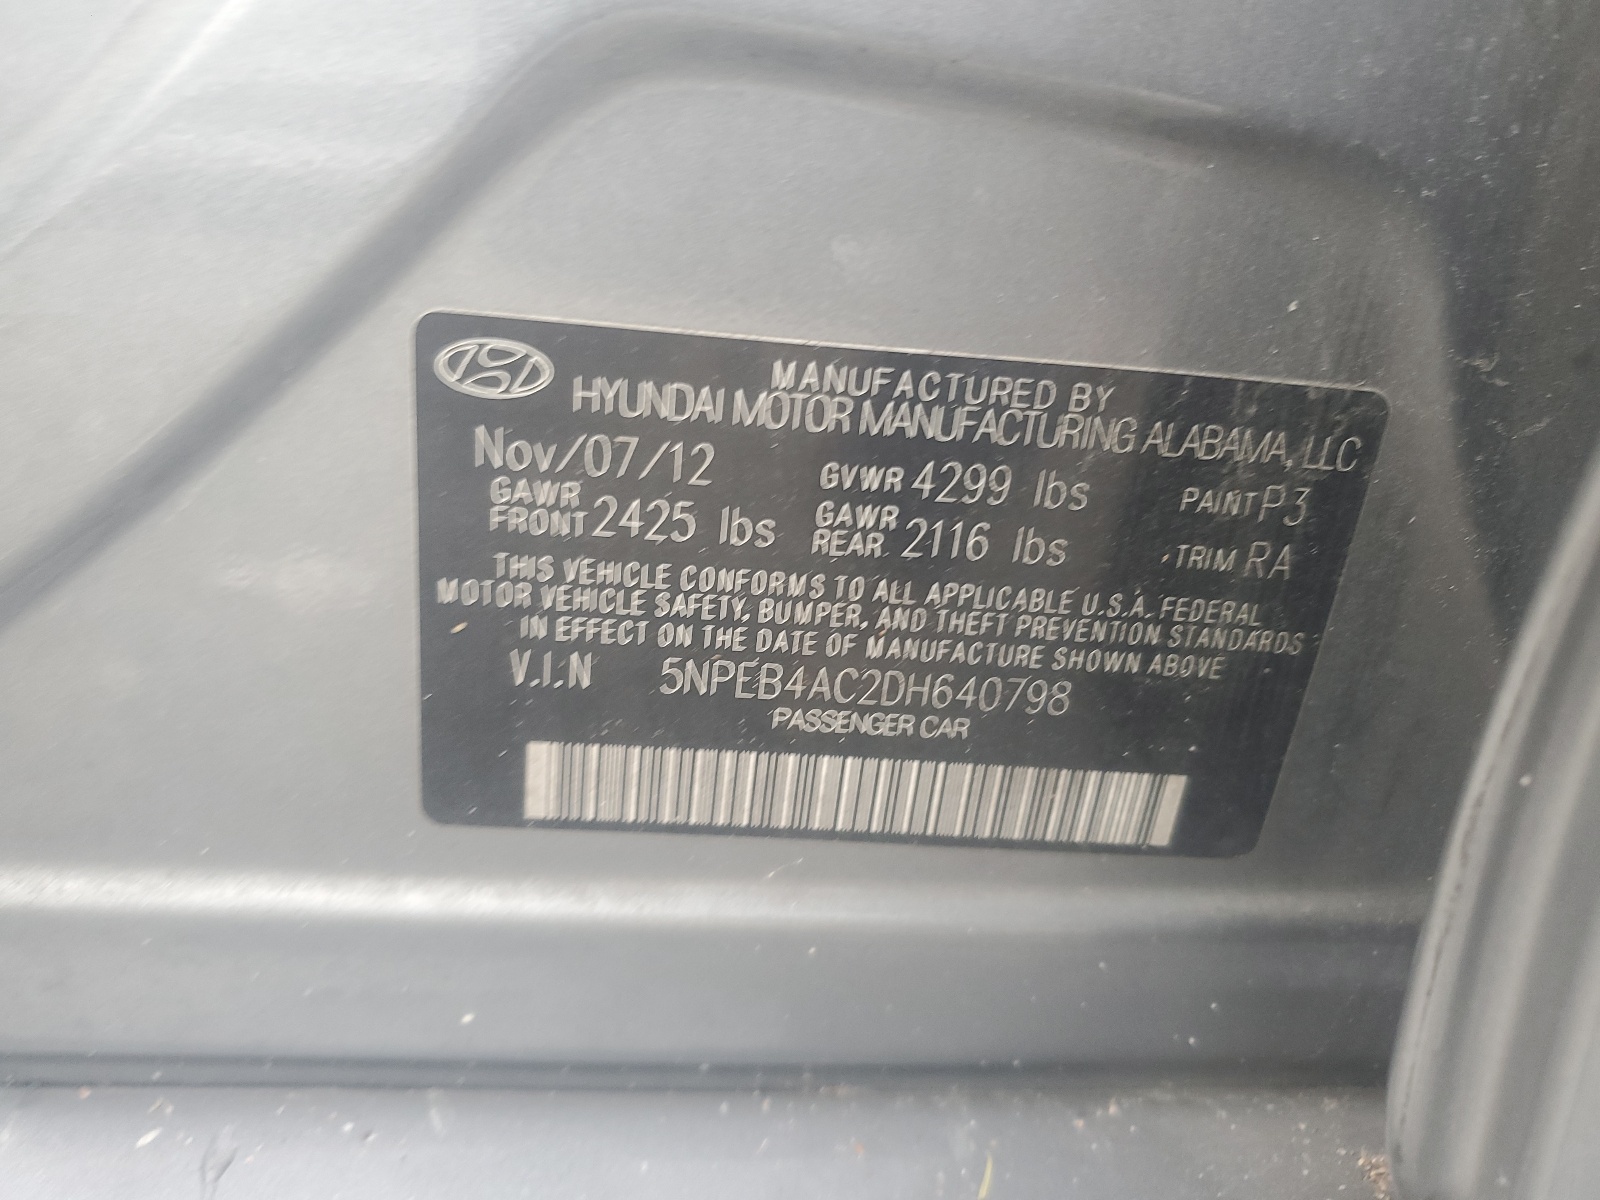 MANUFACTURED BY
HYUNDAI MOTOR MANUFACTURING ALABAMA, LLC
Nov/07/12 GVWR 4299 lbs PAINT P3
GAWR FRONT 2425 lbs GAWR REAR 2116 lbs TRIM RA
THIS VEHICLE CONFORMS TO ALL APPLICABLE U.S.A. FEDERAL
MOTOR VEHICLE SAFETY, BUMPER, AND THEFT PREVENTION STANDARDS
IN EFFECT ON THE DATE OF MANUFACTURE SHOWN ABOVE
V.I.N 5NPEB4AC2DH640798
PASSENGER CAR